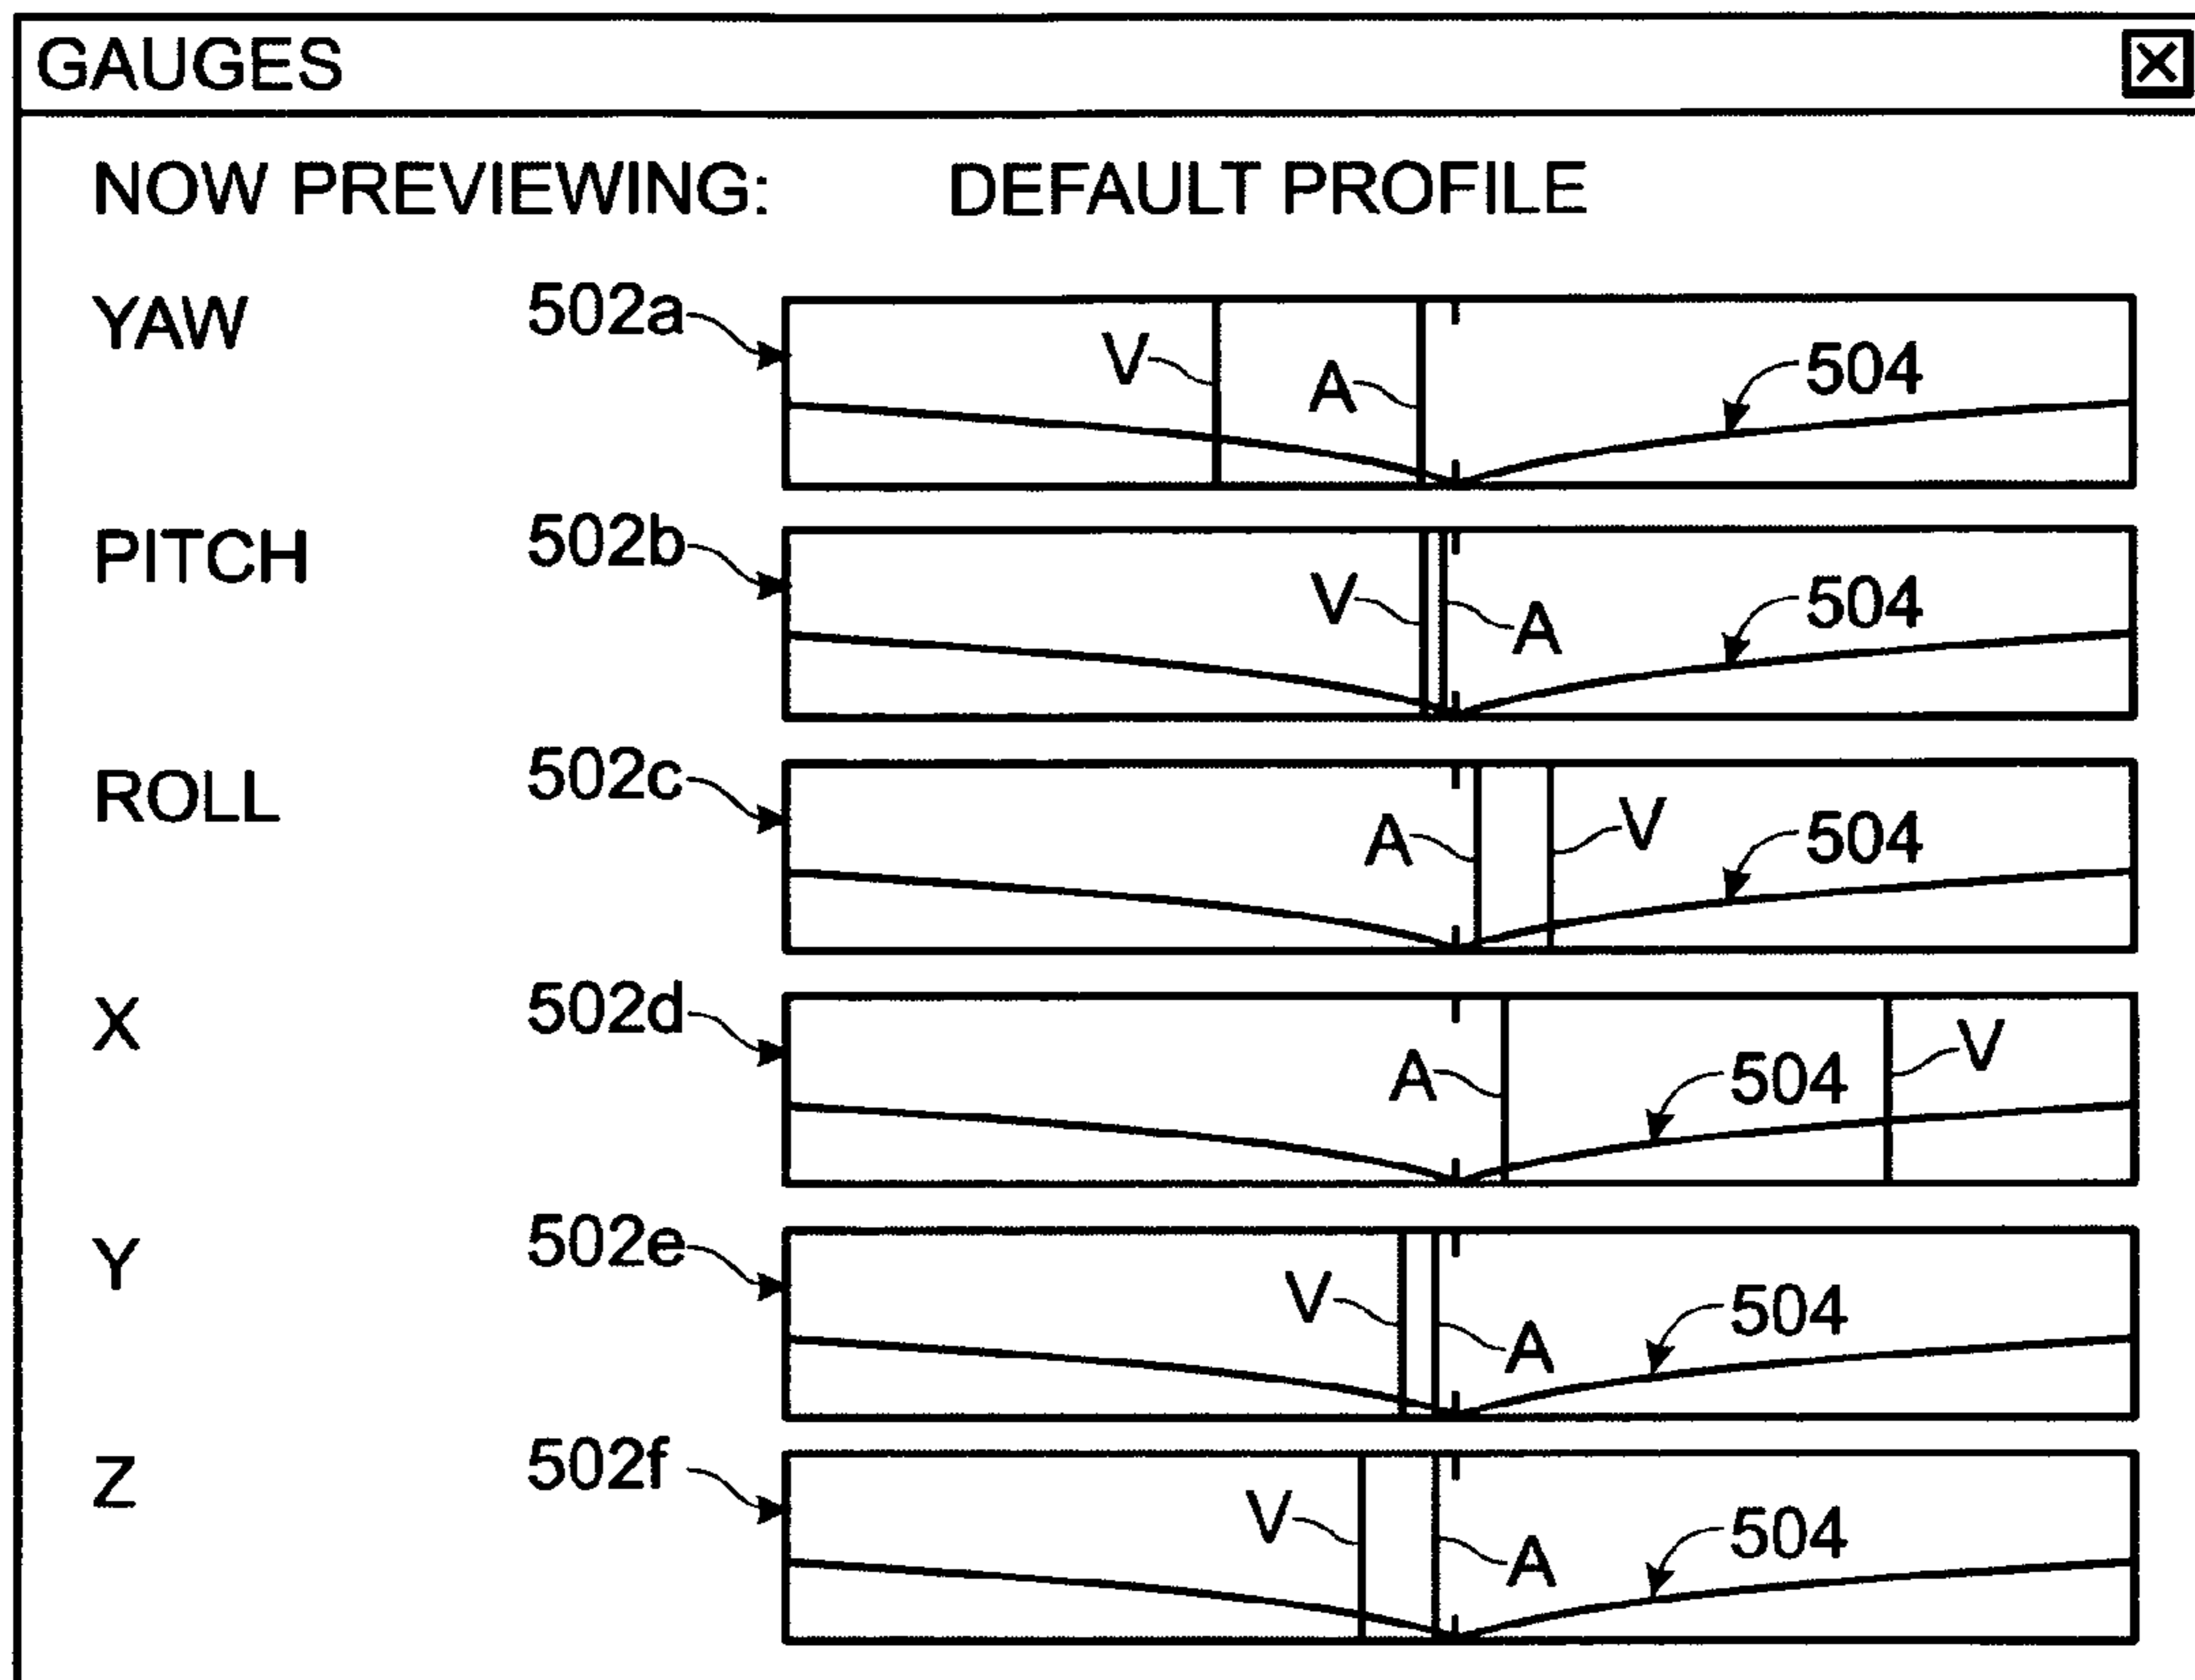 GAUGES
NOW PREVIEWING: DEFAULT PROFILE
YAW 502a V A 504
PITCH 502b V A 504
ROLL 502c A V 504
X 502d A 504 V
Y 502e V A 504
Z 502f V A 504